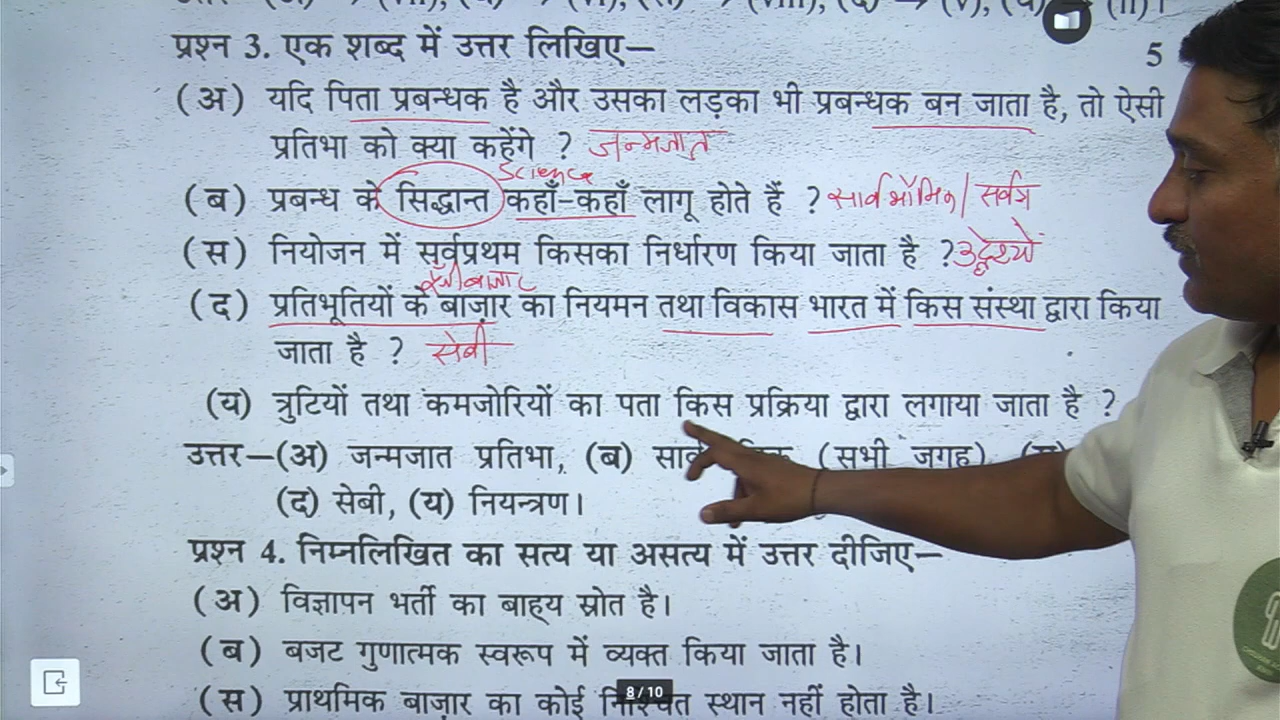 प्रश्न 3. एक शब्द में उत्तर लिखिए—
5
(अ) यदि पिता प्रबन्धक है और उसका लड़का भी प्रबन्धक बन जाता है, तो ऐसी
प्रतिभा को क्या कहेंगे ? जन्मजात
Science
(ब) प्रबन्ध के सिद्धान्त कहाँ-कहाँ लागू होते हैं ? सार्वभौमिक / सर्वत्र
(स) नियोजन में सर्वप्रथम किसका निर्धारण किया जाता है ? उद्देश्यों
(द) प्रतिभूतियों के बाज़ार का नियमन तथा विकास भारत में किस संस्था द्वारा किया
जाता है ? सेबी
(य) त्रुटियों तथा कमजोरियों का पता किस प्रक्रिया द्वारा लगाया जाता है ?
उत्तर—(अ) जन्मजात प्रतिभा, (ब) (सभी जगह)
(द) सेबी, (य) नियन्त्रण।
प्रश्न 4. निम्नलिखित का सत्य या असत्य में उत्तर दीजिए—
(अ) विज्ञापन भर्ती का बाह्य स्रोत है।
(ब) बजट गुणात्मक स्वरूप में व्यक्त किया जाता है।
(स) प्राथमिक बाज़ार का कोई निश्चित स्थान नहीं होता है।
8 / 10